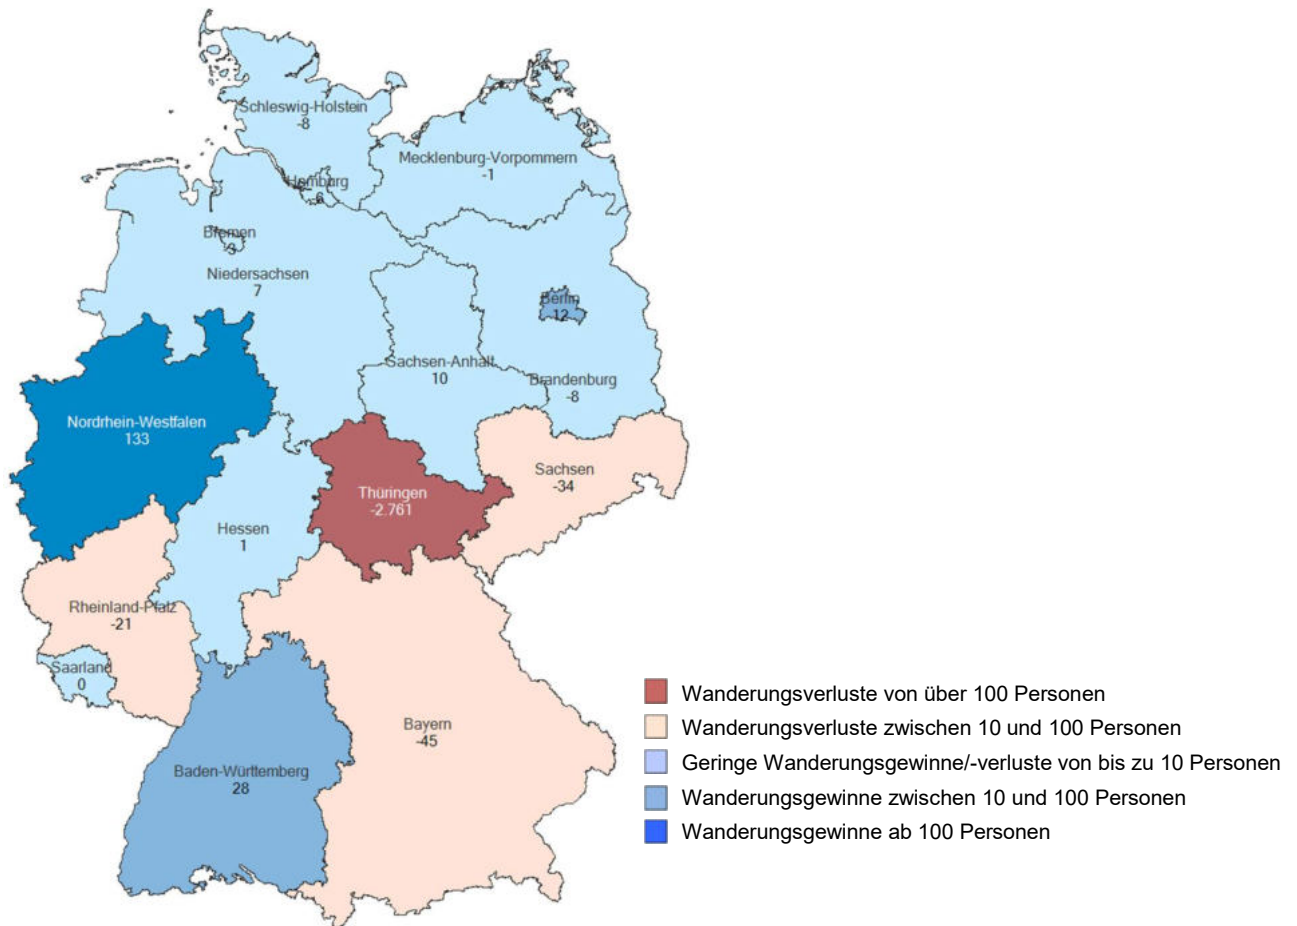 Schleswig-Holstein
-8
Mecklenburg-Vorpommern
-1
Hamburg
6
Bremen
-3
Niedersachsen
7
Berlin
12
Sachsen-Anhalt
10
Brandenburg
-8
Nordrhein-Westfalen
133
Sachsen
-34
Thüringen
-2.761
Hessen
1
Rheinland-Pfalz
-21
Saarland
0
Bayern
-45
Baden-Württemberg
28
Wanderungsverluste von über 100 Personen
Wanderungsverluste zwischen 10 und 100 Personen
Geringe Wanderungsgewinne/-verluste von bis zu 10 Personen
Wanderungsgewinne zwischen 10 und 100 Personen
Wanderungsgewinne ab 100 Personen